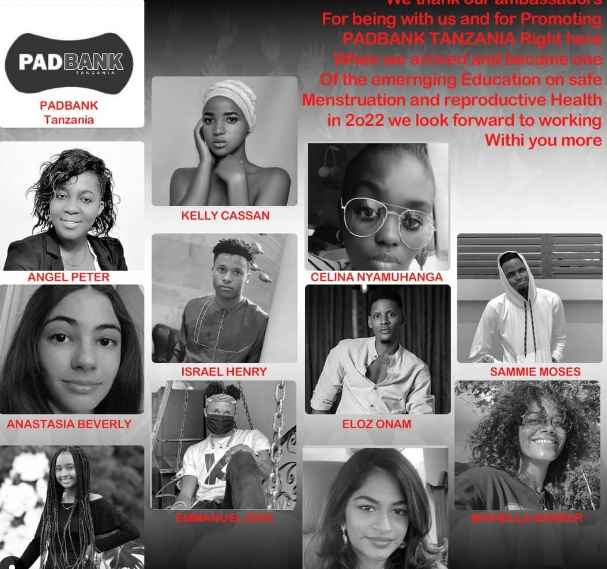 We thank our ambassadors
For being with us and for Promoting
PADBANK TANZANIA Right here
When we arrived and became one
Of the emernging Education on safe
Menstruation and reproductive Health
in 2o22 we look forward to working
Withi you more
PADBANK
TANZANIA
PADBANK
Tanzania
KELLY CASSAN
ANGEL PETER
CELINA NYAMUHANGA
ISRAEL HENRY
SAMMIE MOSES
ANASTASIA BEVERLY
ELOZ ONAM
EMMANUEL